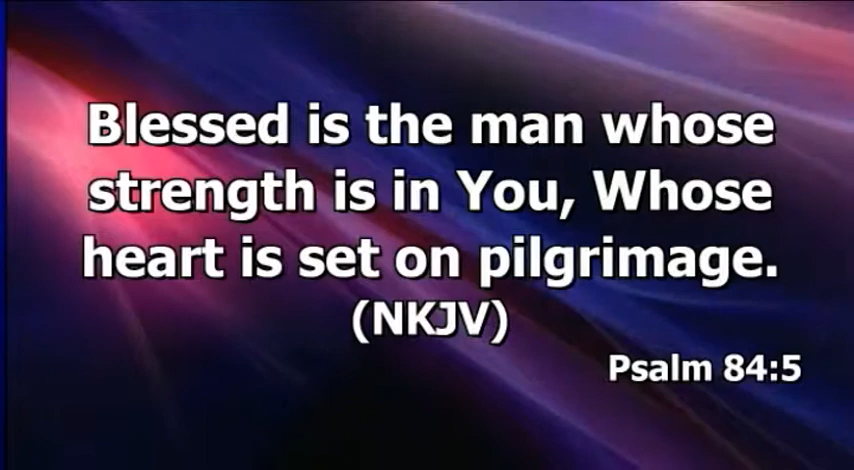 Blessed is the man whose
strength is in You, Whose
heart is set on pilgrimage.
(NKJV)
Psalm 84:5